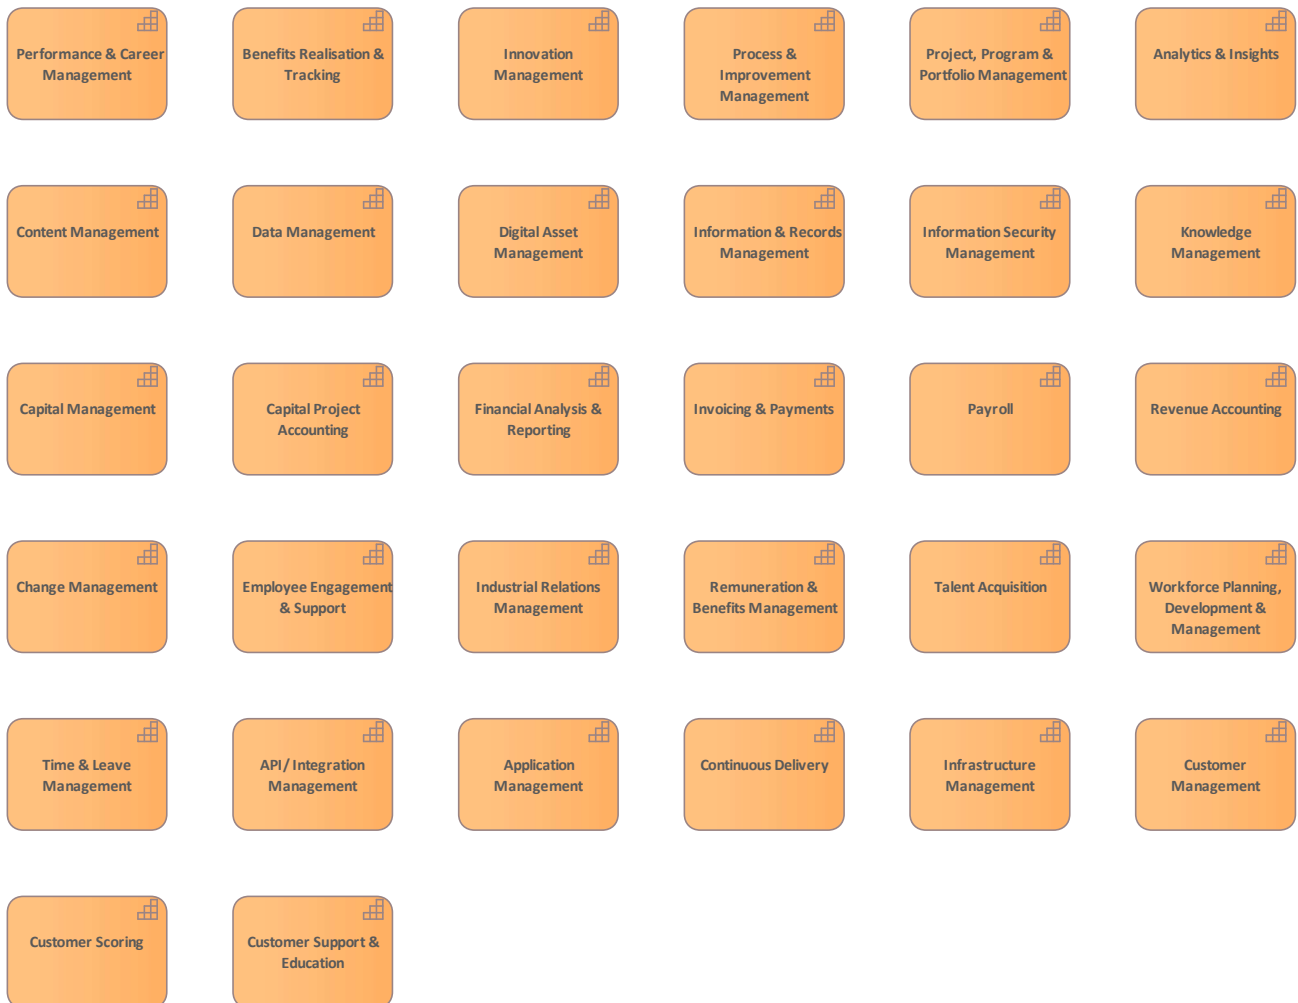 Performance & Career
Management
Benefits Realisation &
Tracking
Innovation
Management
Process &
Improvement
Management
Project, Program &
Portfolio Management
Analytics & Insights
Content Management
Data Management
Digital Asset
Management
Information & Records
Management
Information Security
Management
Knowledge
Management
Capital Management
Capital Project
Accounting
Financial Analysis &
Reporting
Invoicing & Payments
Payroll
Revenue Accounting
Change Management
Employee Engagement
& Support
Industrial Relations
Management
Remuneration &
Benefits Management
Talent Acquisition
Workforce Planning,
Development &
Management
Time & Leave
Management
API/ Integration
Management
Application
Management
Continuous Delivery
Infrastructure
Management
Customer
Management
Customer Scoring
Customer Support &
Education